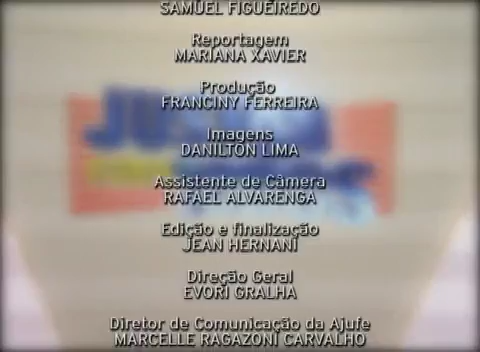 SAMUEL FIGUEIREDO
Reportagem
MARIANA XAVIER
Produção
FRANCINY FERREIRA
Imagens
DANILTON LIMA
Assistente de Câmera
RAFAEL ALVARENGA
Edição e finalização
JEAN HERNANI
Direção Geral
EVORI GRALHA
Diretor de Comunicação da Ajufe
MARCELLE RAGAZONI CARVALHO